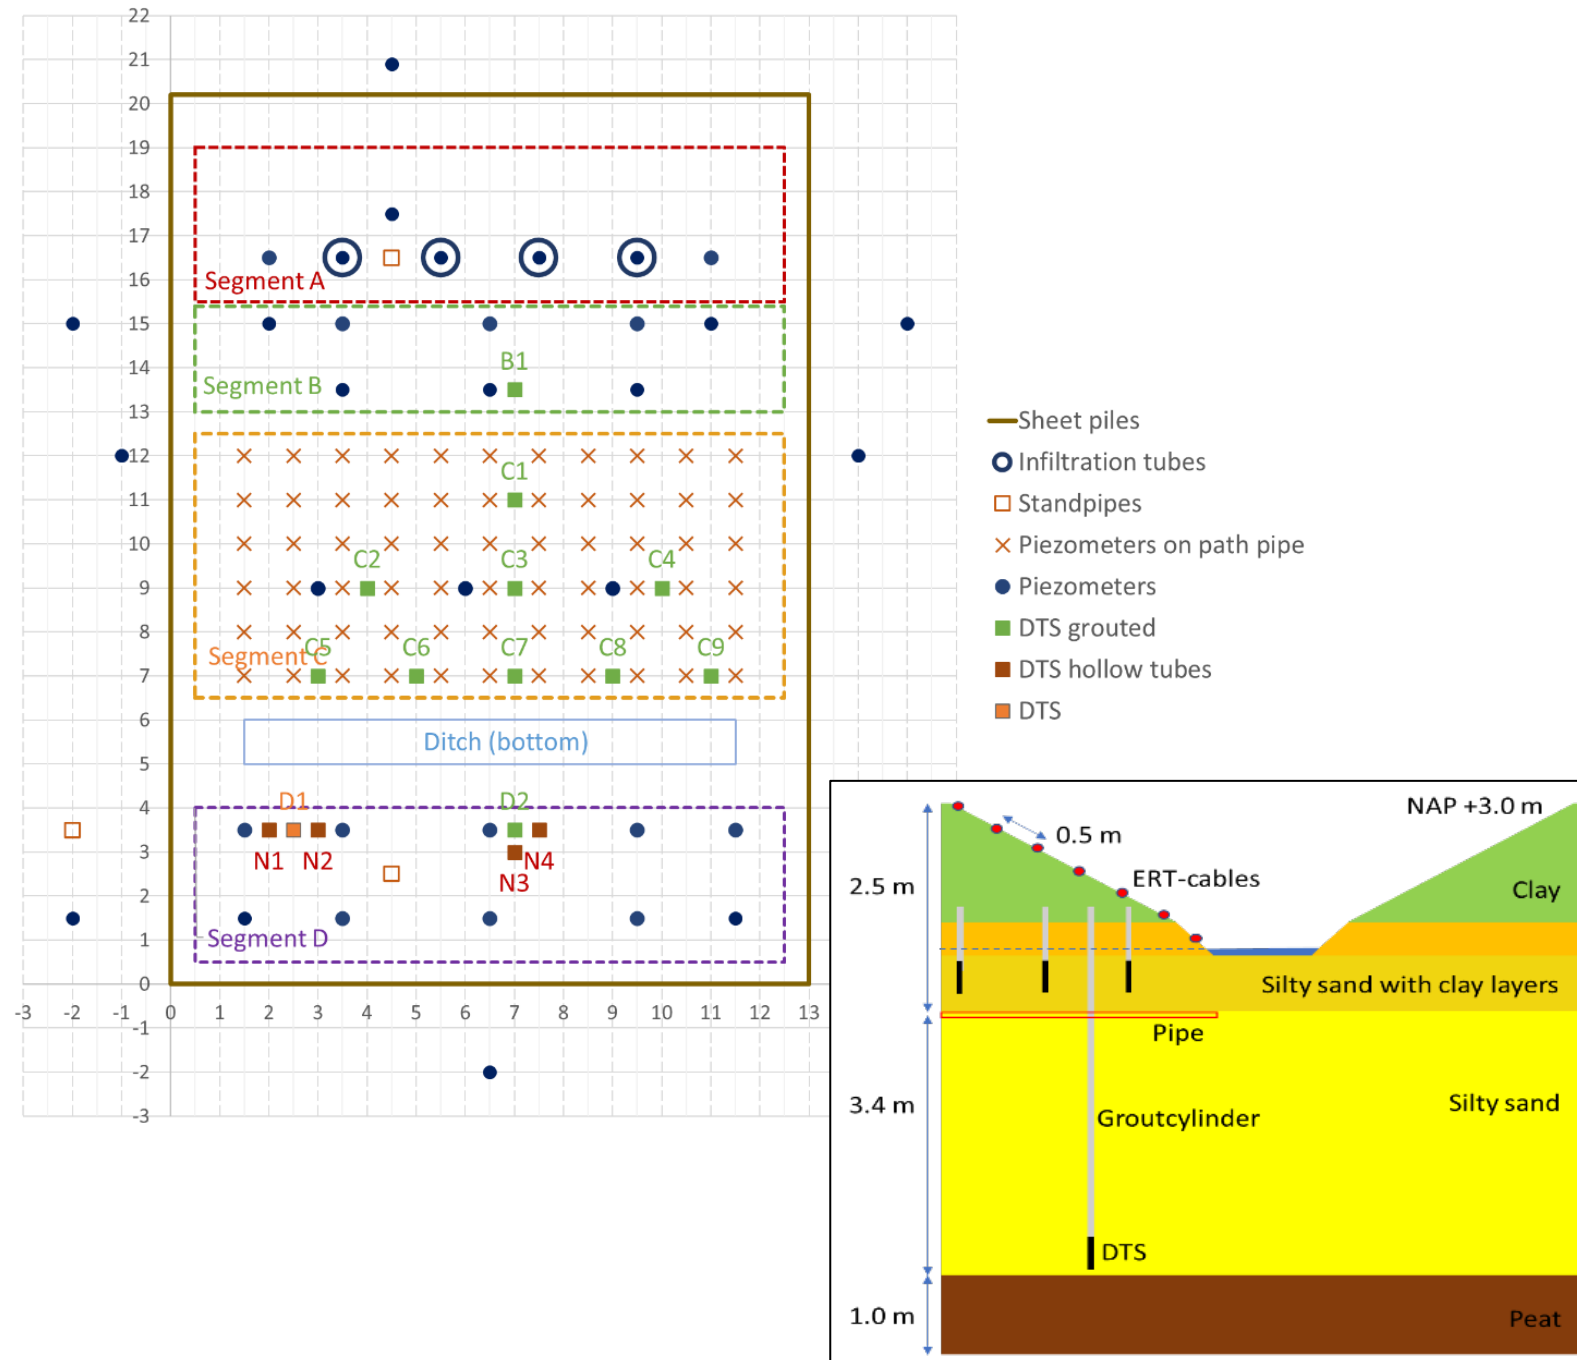 22
21
20
19
18
17
16
Segment A
15
14
B1
Segment B
13
12
C1
11
10
C2 C3 C4
9
8
C5 C6 C7 C8 C9
Segment C
7
6
Ditch (bottom)
5
4
D1 D2
3
N1 N2 N4
N3
2
1
Segment D
0
-3 -2 -1 0 1 2 3 4 5 6 7 8 9 10 11 12 13
-1
-2
-3
Sheet piles
Infiltration tubes
Standpipes
Piezometers on path pipe
Piezometers
DTS grouted
DTS hollow tubes
DTS
NAP +3.0 m
0.5 m
ERT-cables
2.5 m
Clay
Silty sand with clay layers
Pipe
3.4 m
Silty sand
Groutcylinder
DTS
1.0 m
Peat